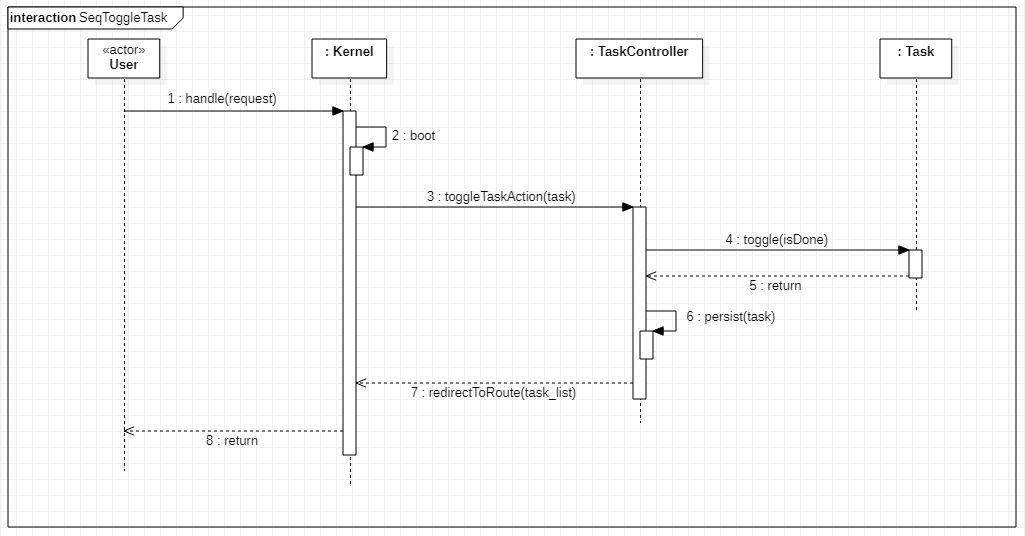 interaction SeqToggleTask
«actor»
User
: Kernel
: TaskController
: Task
1 : handle(request)
2 : boot
3 : toggleTaskAction(task)
4 : toggle(isDone)
5 : return
6 : persist(task)
7 : redirectToRoute(task_list)
8 : return